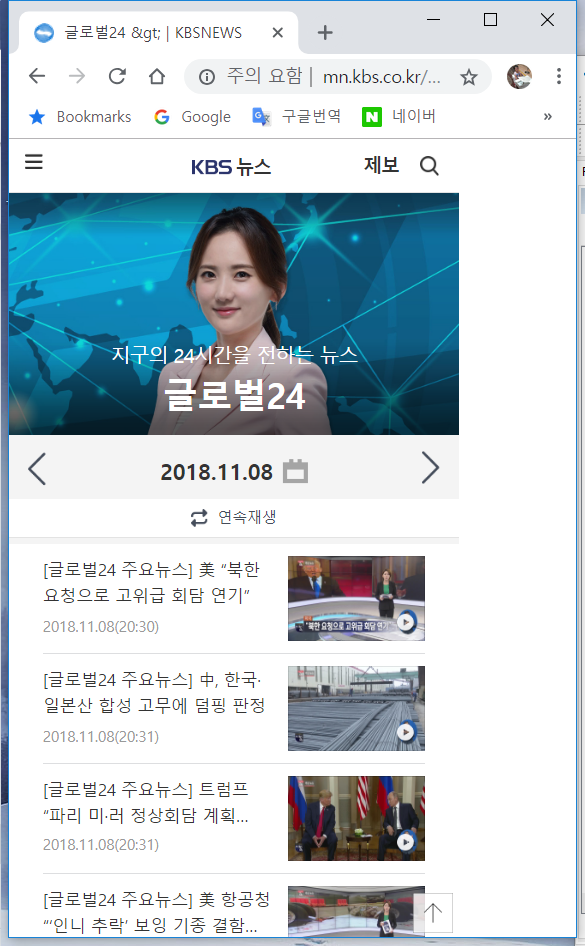 글로벌24 &gt; | KBSNEWS
주의 요함 | mn.kbs.co.kr/...
Bookmarks Google 구글번역 네이버 »
KBS 뉴스 제보
지구의 24시간을 전하는 뉴스
글로벌24
2018.11.08
연속재생
[글로벌24 주요뉴스] 美 “북한
요청으로 고위급 회담 연기”
2018.11.08(20:30)
"북한 요청으로 고위급 회담 연기"
[글로벌24 주요뉴스] 中, 한국·
일본산 합성 고무에 덤핑 판정
2018.11.08(20:31)
[글로벌24 주요뉴스] 트럼프
“파리 미·러 정상회담 계획...
2018.11.08(20:31)
[글로벌24 주요뉴스] 美 항공청
“‘인니 추락’ 보잉 기종 결함...